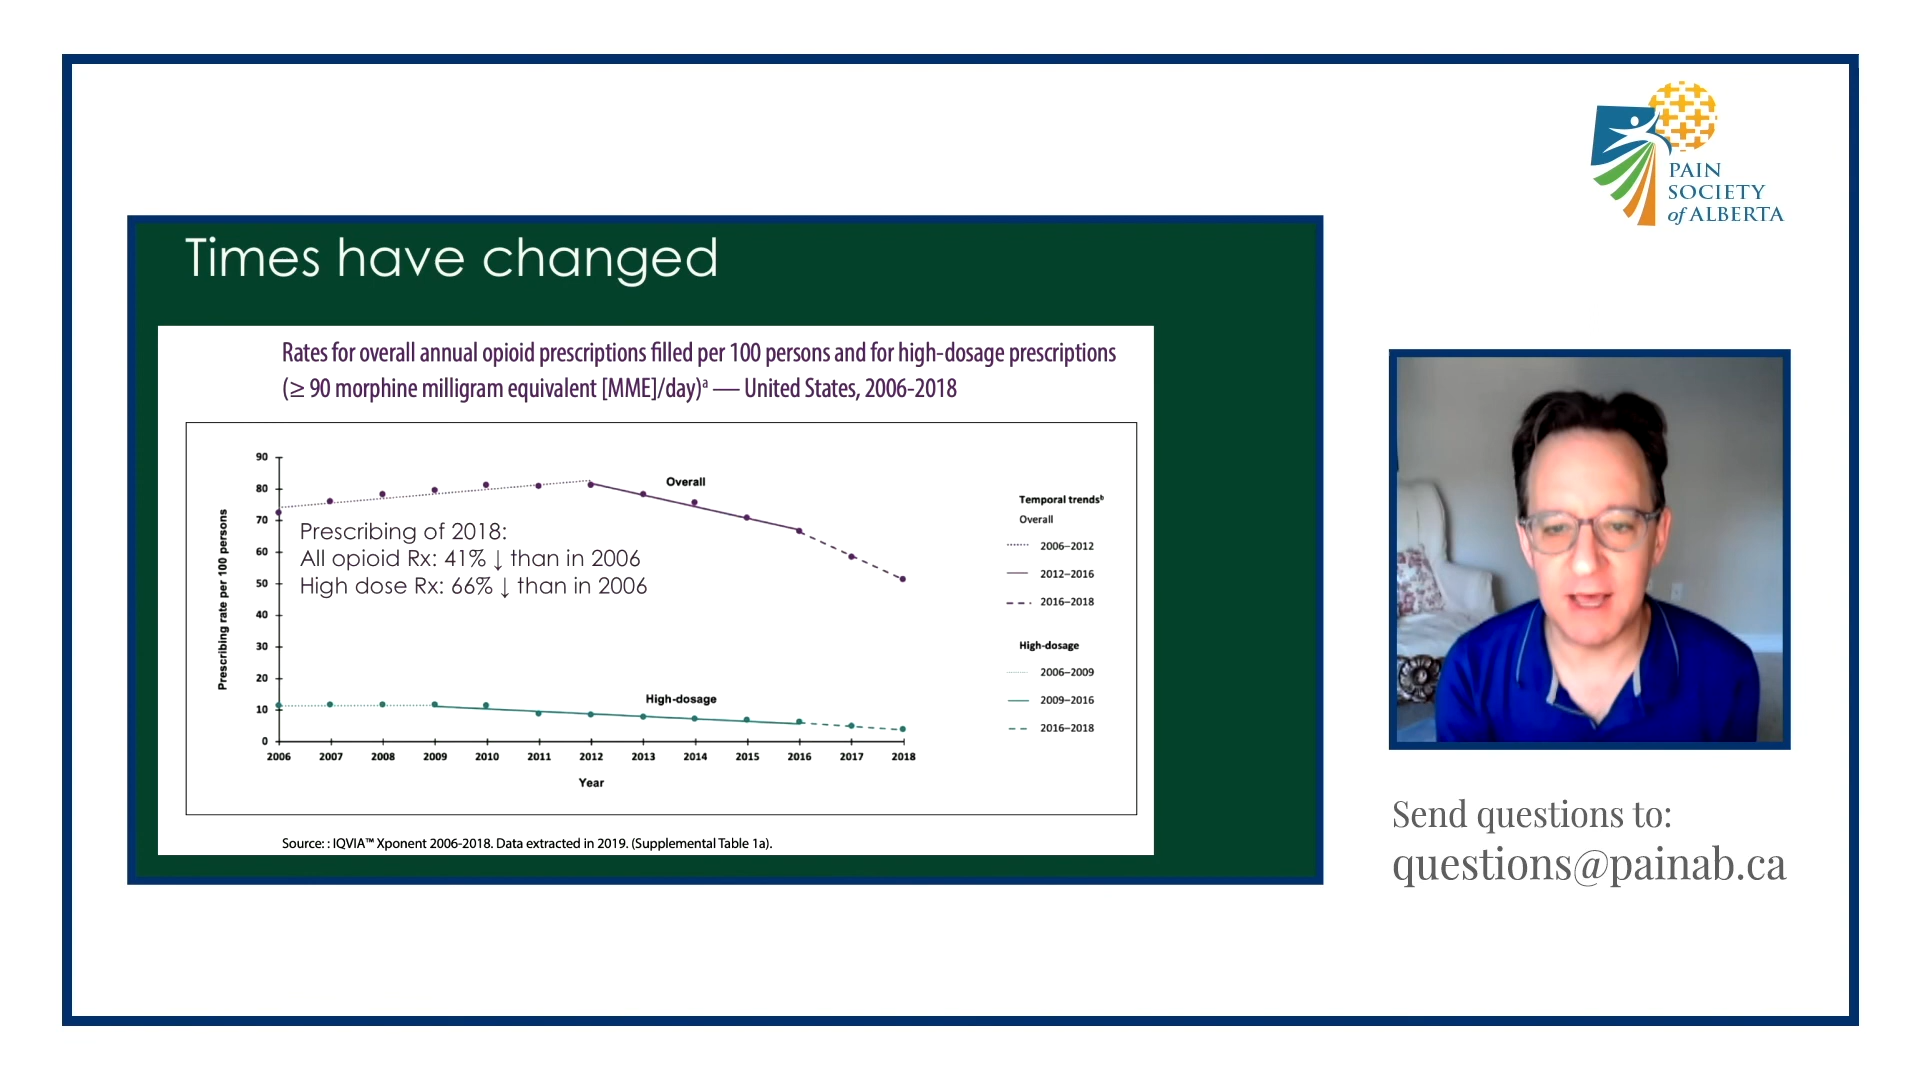 PAIN
SOCIETY
of ALBERTA
Times have changed
Rates for overall annual opioid prescriptions filled per 100 persons and for high-dosage prescriptions
(≥ 90 morphine milligram equivalent [MME]/day)ᵃ — United States, 2006-2018
90
80
70
60
50
40
30
20
10
0
Prescribing rate per 100 persons
Overall
Prescribing of 2018:
All opioid Rx: 41% ↓ than in 2006
High dose Rx: 66% ↓ than in 2006
High-dosage
2006 2007 2008 2009 2010 2011 2012 2013 2014 2015 2016 2017 2018
Year
Temporal trendsᵇ
Overall
2006–2012
2012–2016
2016–2018
High-dosage
2006–2009
2009–2016
2016–2018
Source: : IQVIA™ Xponent 2006-2018. Data extracted in 2019. (Supplemental Table 1a).
Send questions to:
questions@painab.ca